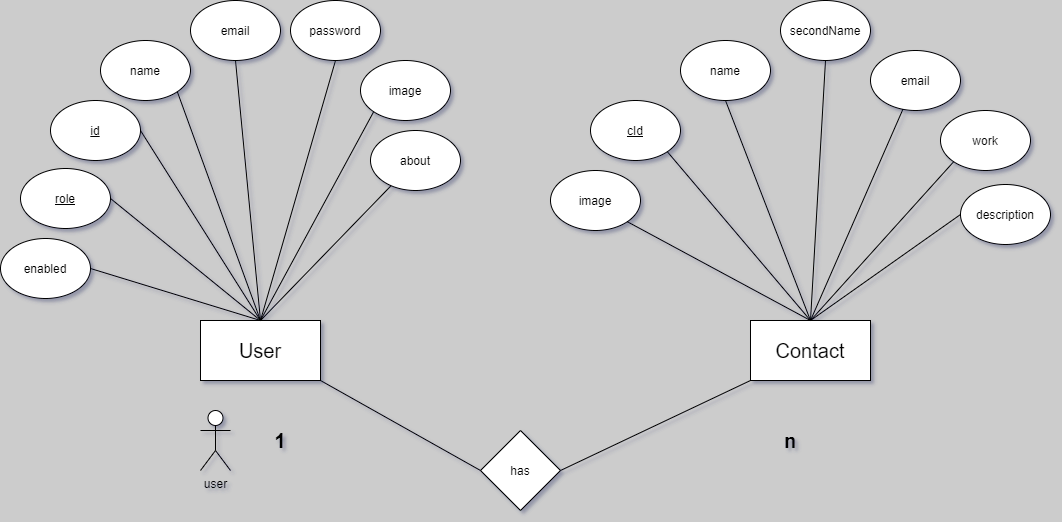 email
password
name
image
id
about
role
enabled
User
1
user
secondName
name
email
cId
work
image
description
Contact
n
has